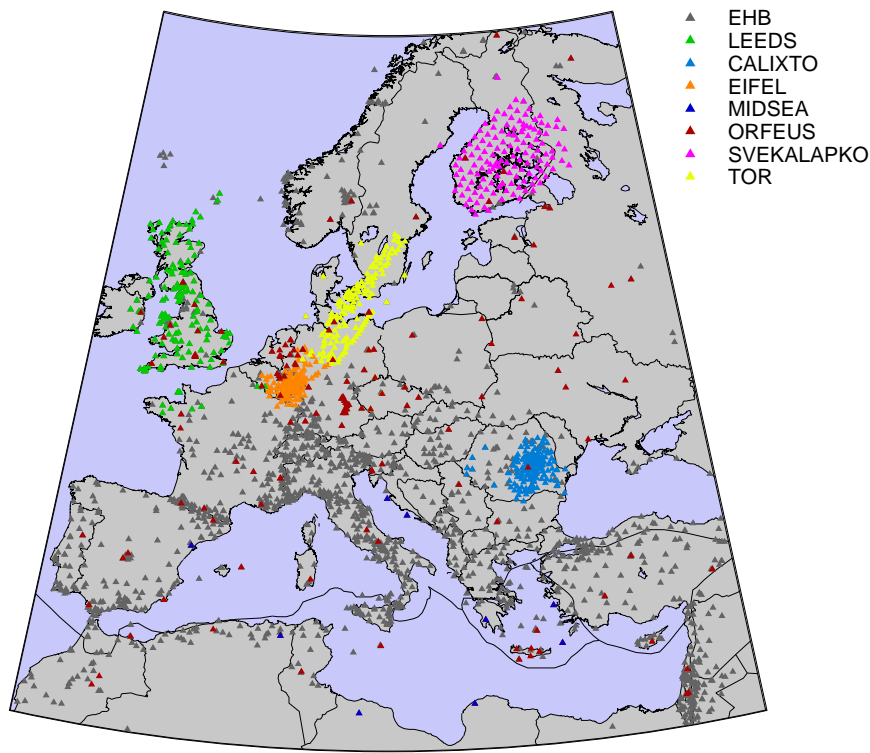 EHB
LEEDS
CALIXTO
EIFEL
MIDSEA
ORFEUS
SVEKALAPKO
TOR